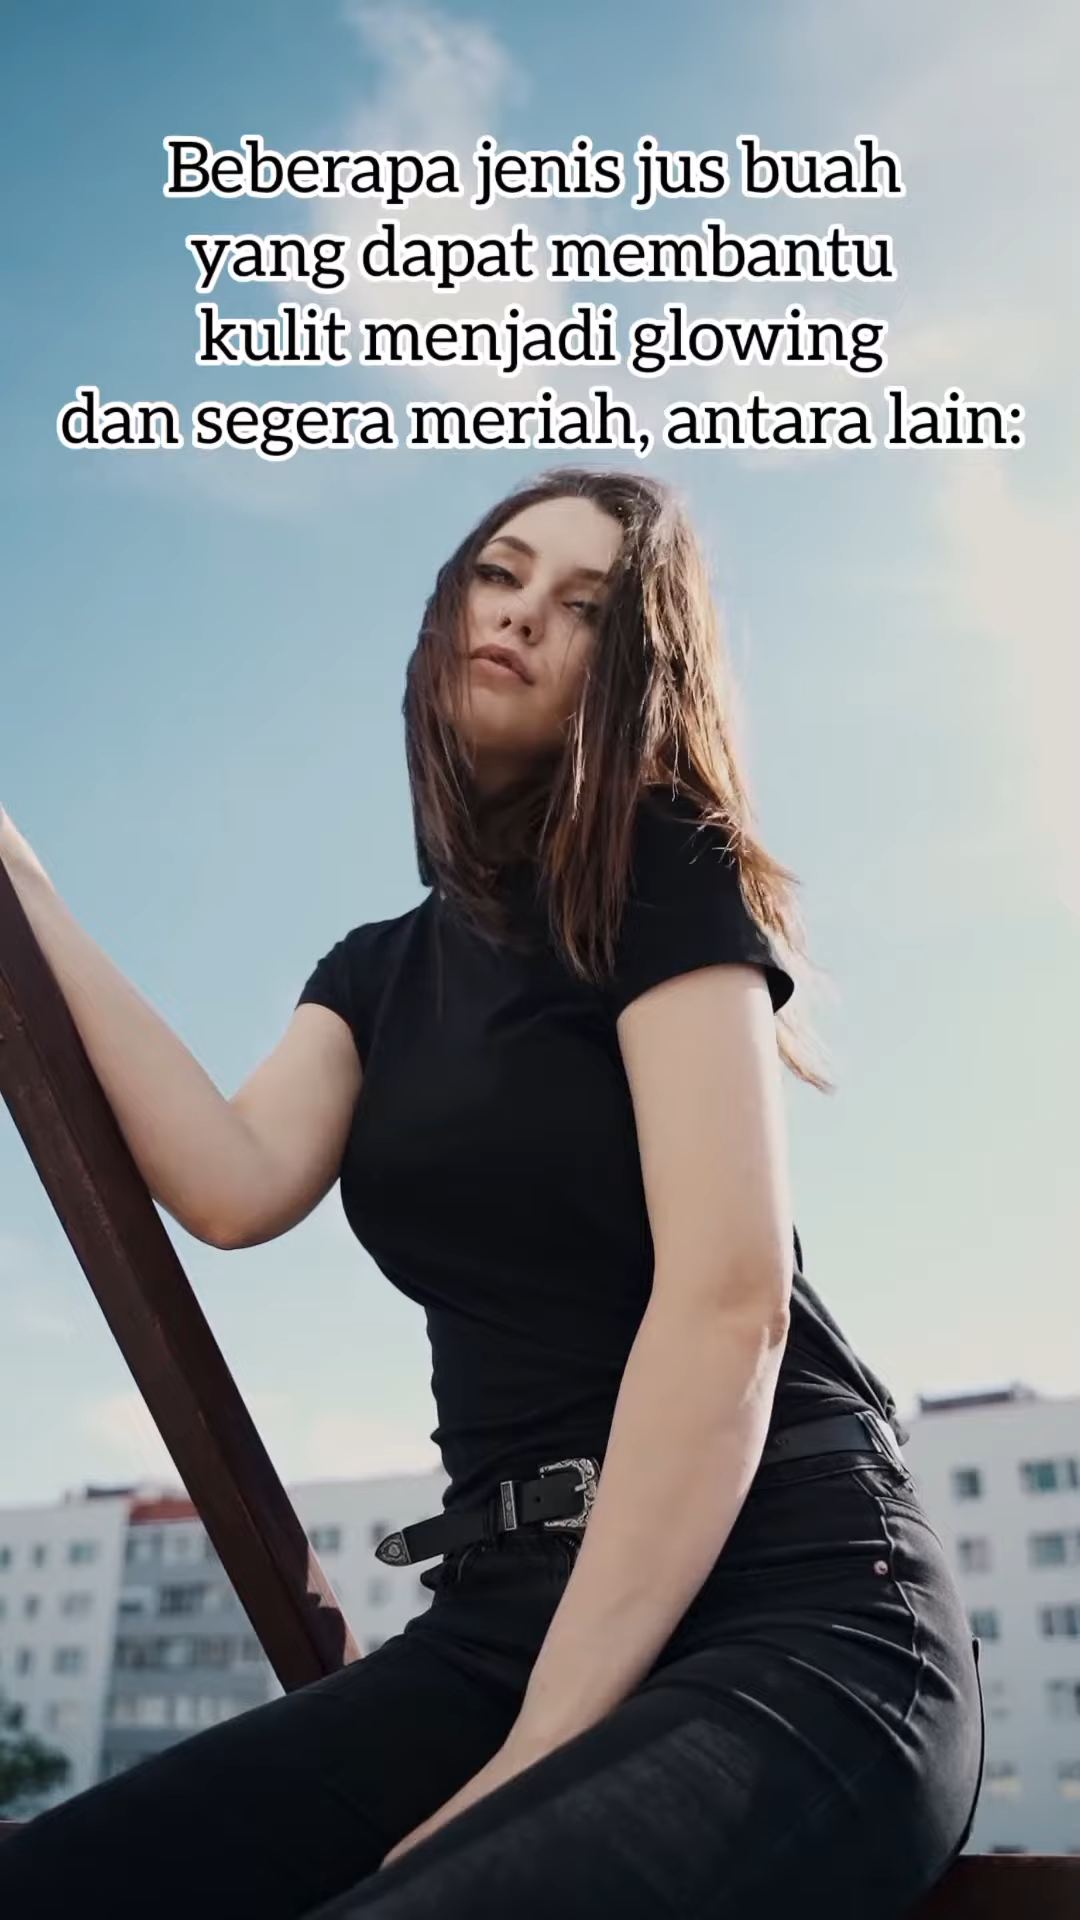 Beberapa jenis jus buah
yang dapat membantu
kulit menjadi glowing
dan segera meriah, antara lain: